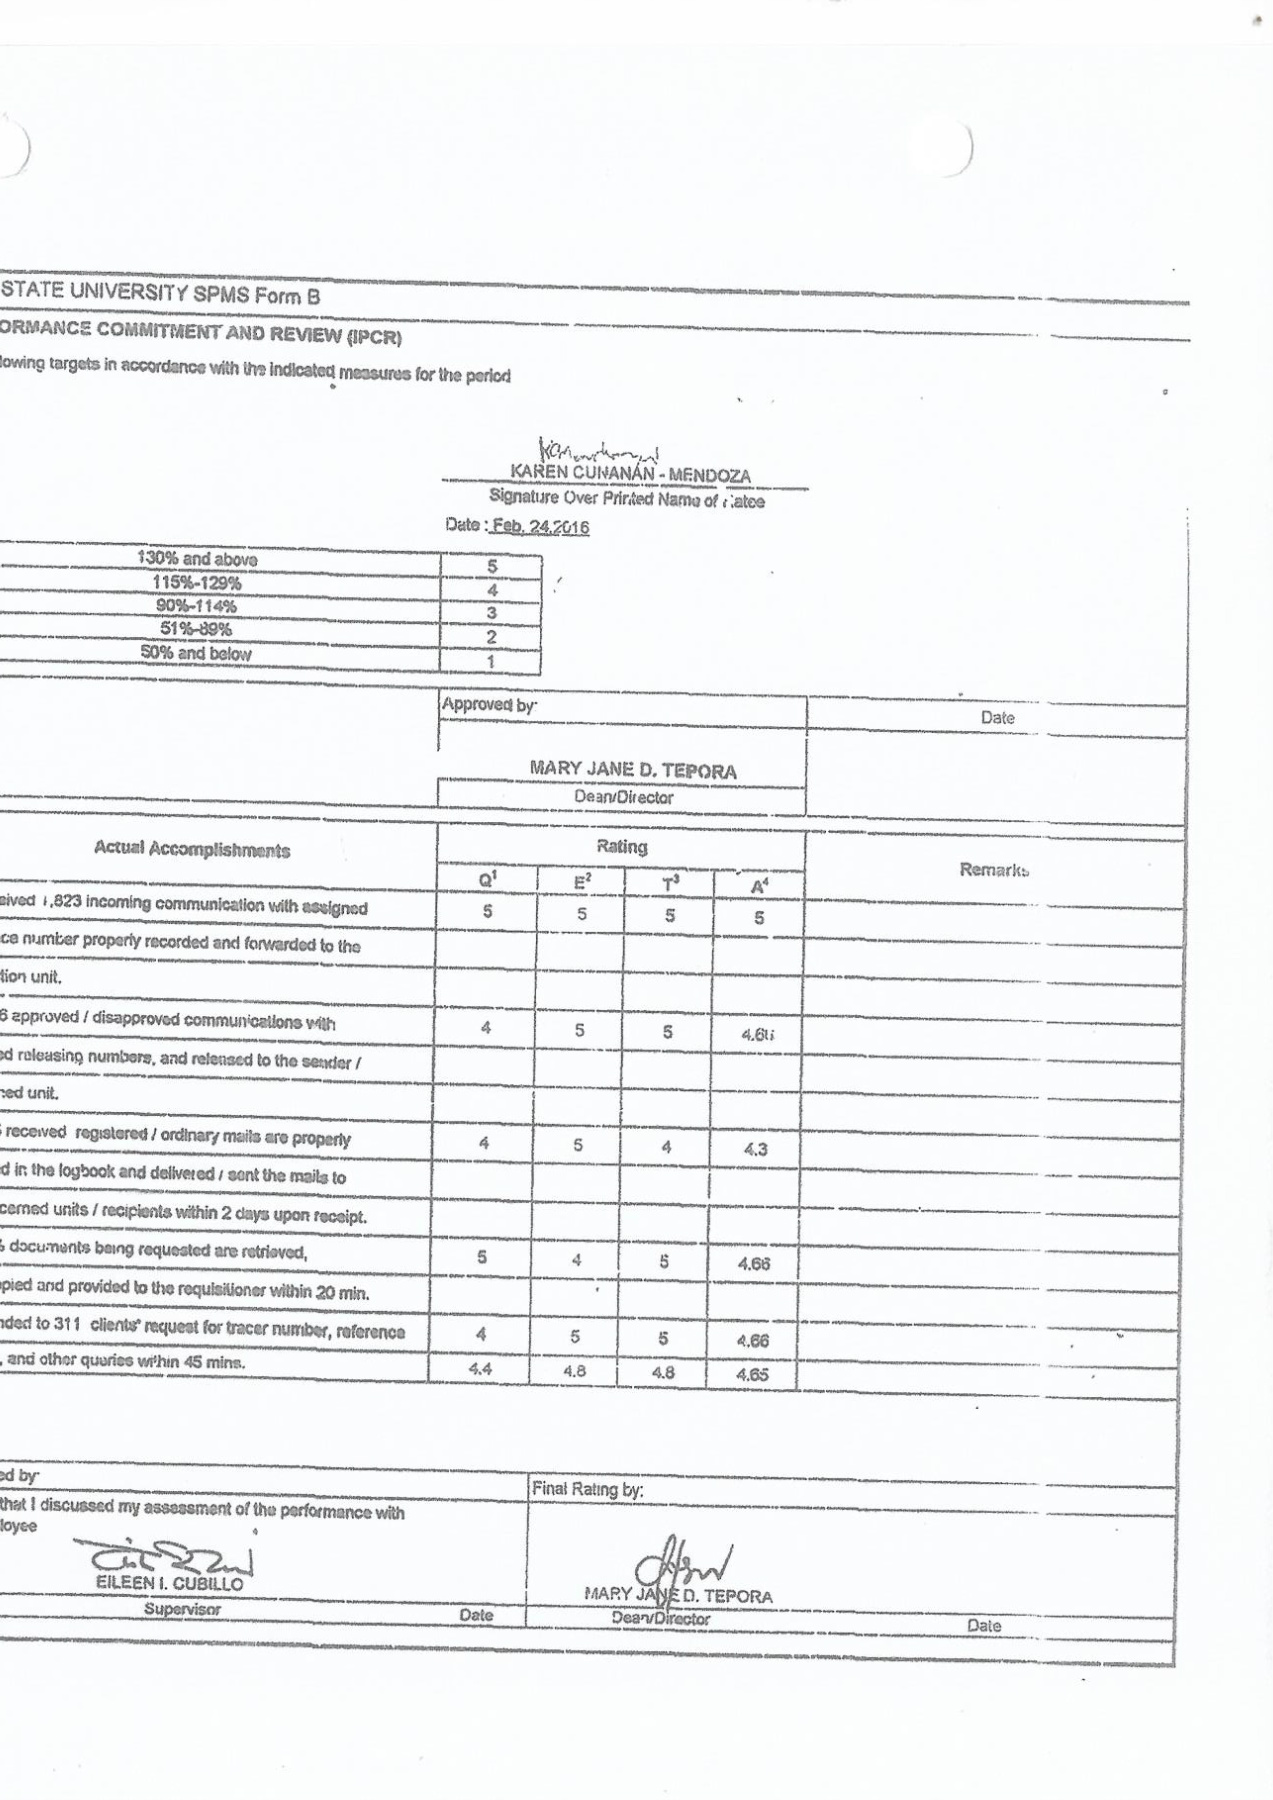 STATE UNIVERSITY SPMS Form B
ORMANCE COMMITMENT AND REVIEW (IPCR)
lowing targets in accordance with the indicated measures for the period
KAREN CUNANAN - MENDOZA
Signature Over Printed Name of
Date : Feb. 24,2016
130% and above 5
115%-129% 4
90%-114% 3
51%-89% 2
50% and below 1
Approved by: Date
MARY JANE D. TEPORA
Dean/Director
Actual Accomplishments Rating Remarks
Q1 E2 T3 A4
eived 1,823 incoming communication with assigned 5 5 5 5
ce number properly recorded and forwarded to the
tion unit.
6 approved / disapproved communications with 4 5 5
ed releasing numbers, and released to the sender /
ned unit.
received registered / ordinary mails are properly 4 5 4 4.3
d in the logbook and delivered / sent the mails to
cerned units / recipients within 2 days upon receipt.
% documents being requested are retrieved, 5 4 5 4.66
opied and provided to the requisitioner within 20 min.
nded to 311 clients' request for tracer number, reference 4 5 5 4.66
, and other queries within 45 mins. 4.4 4.8 4.8 4.65
ed by
Final Rating by:
that I discussed my assessment of the performance with
loyee
EILEEN I. CUBILLO
MARY JANE D. TEPORA
Supervisor Date Dean/Director Date